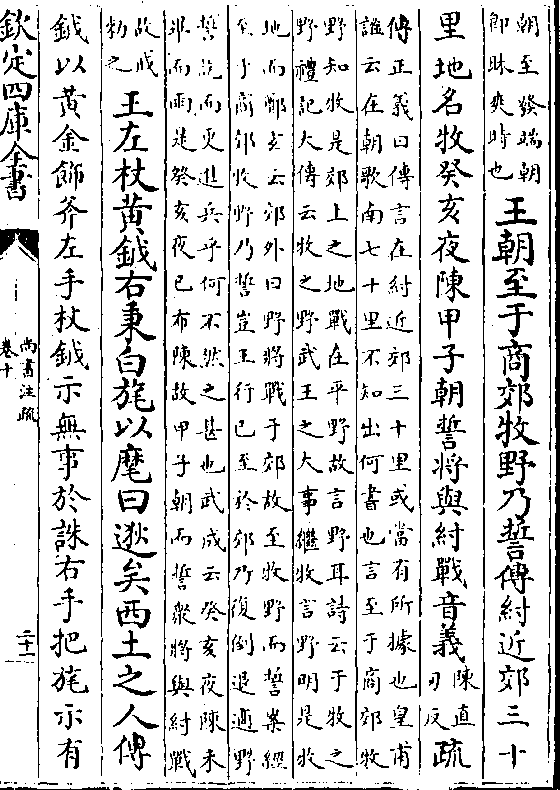 朝至發端朝
即昧爽時也
王朝至于商郊牧野乃誓傳紂近郊三十
里地名牧癸亥夜陳甲子朝誓將與紂戰音義
陳直
刃反
疏
傳正義曰傳言在紂近郊三十里或當有所據也皇甫
謐云在朝歌南七十里不知出何書也言至于商郊牧
野知牧是郊上之地戰在平野故言野耳詩云于牧之
野禮記大傳云牧之野武王之大事繼牧言野明是牧
地而鄭玄云郊外曰野將戰于郊故至牧野而誓案經
至于商郊牧野乃誓豈王行已至於郊乃復倒退適野
誓訖而更進兵乎何不然之甚也武成云癸亥夜陳未
畢而雨是癸亥夜已布陳故甲子朝而誓衆將與紂戰
故戒
勑之
王左杖黄鉞右秉白旄以麾曰逖矣西土之人傳
鉞以黄金飾斧左手杖鉞示無事於誅右手把旄示有
欽定四庫全書
尚書注疏
卷十
二十一